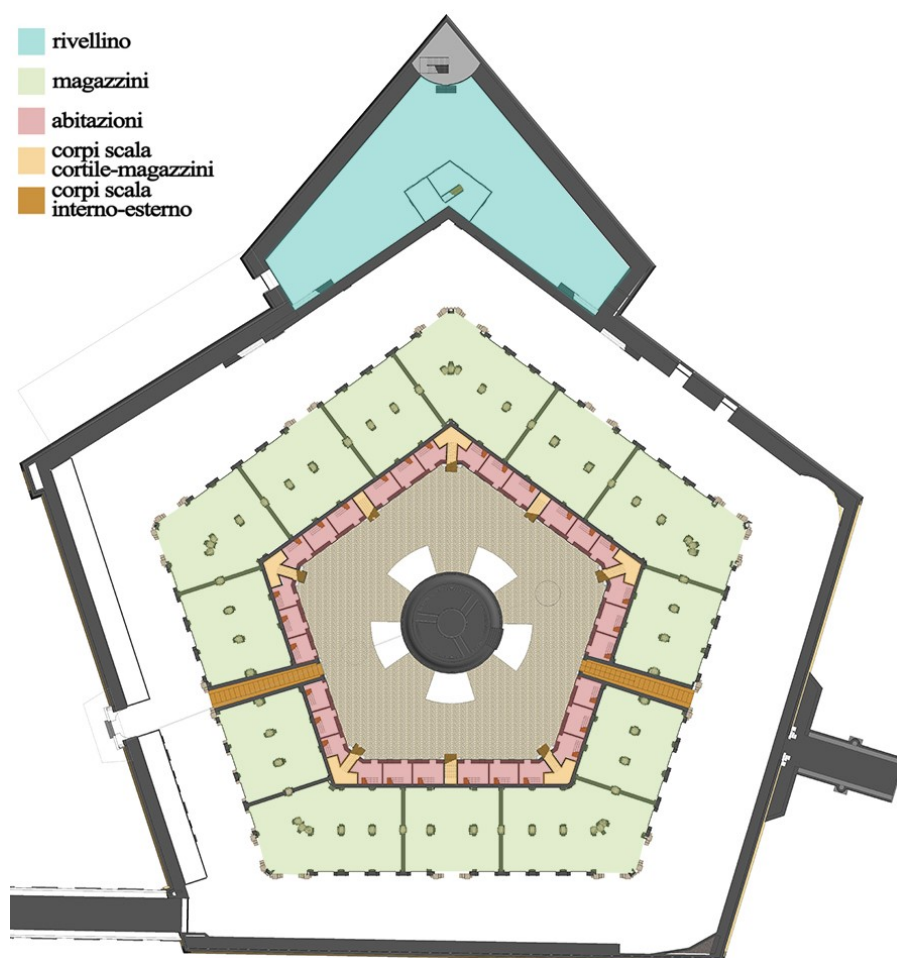 rivellino
magazzini
abitazioni
corpi scala
cortile-magazzini
corpi scala
interno-esterno